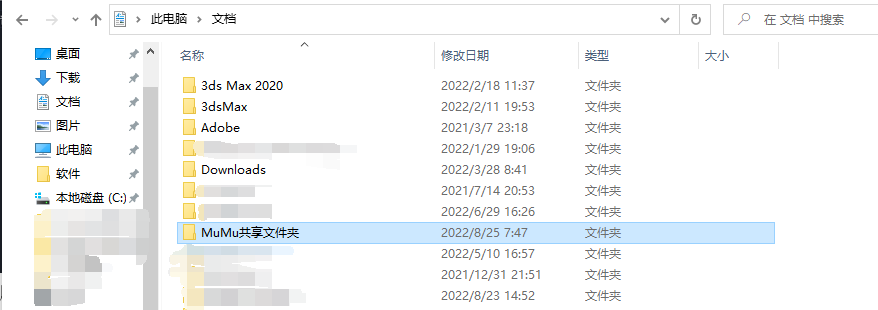 此电脑 > 文档
在 文档 中搜索
名称 修改日期 类型 大小
桌面
下载
文档
图片
此电脑
软件
本地磁盘 (C:)
3ds Max 2020 2022/2/18 11:37 文件夹
3dsMax 2022/2/11 19:53 文件夹
Adobe 2021/3/7 23:18 文件夹
2022/1/29 19:06 文件夹
Downloads 2022/3/28 8:41 文件夹
2021/7/14 20:53 文件夹
2022/6/29 16:26 文件夹
MuMu共享文件夹 2022/8/25 7:47 文件夹
2022/5/10 16:57 文件夹
2021/12/31 21:51 文件夹
2022/8/23 14:52 文件夹